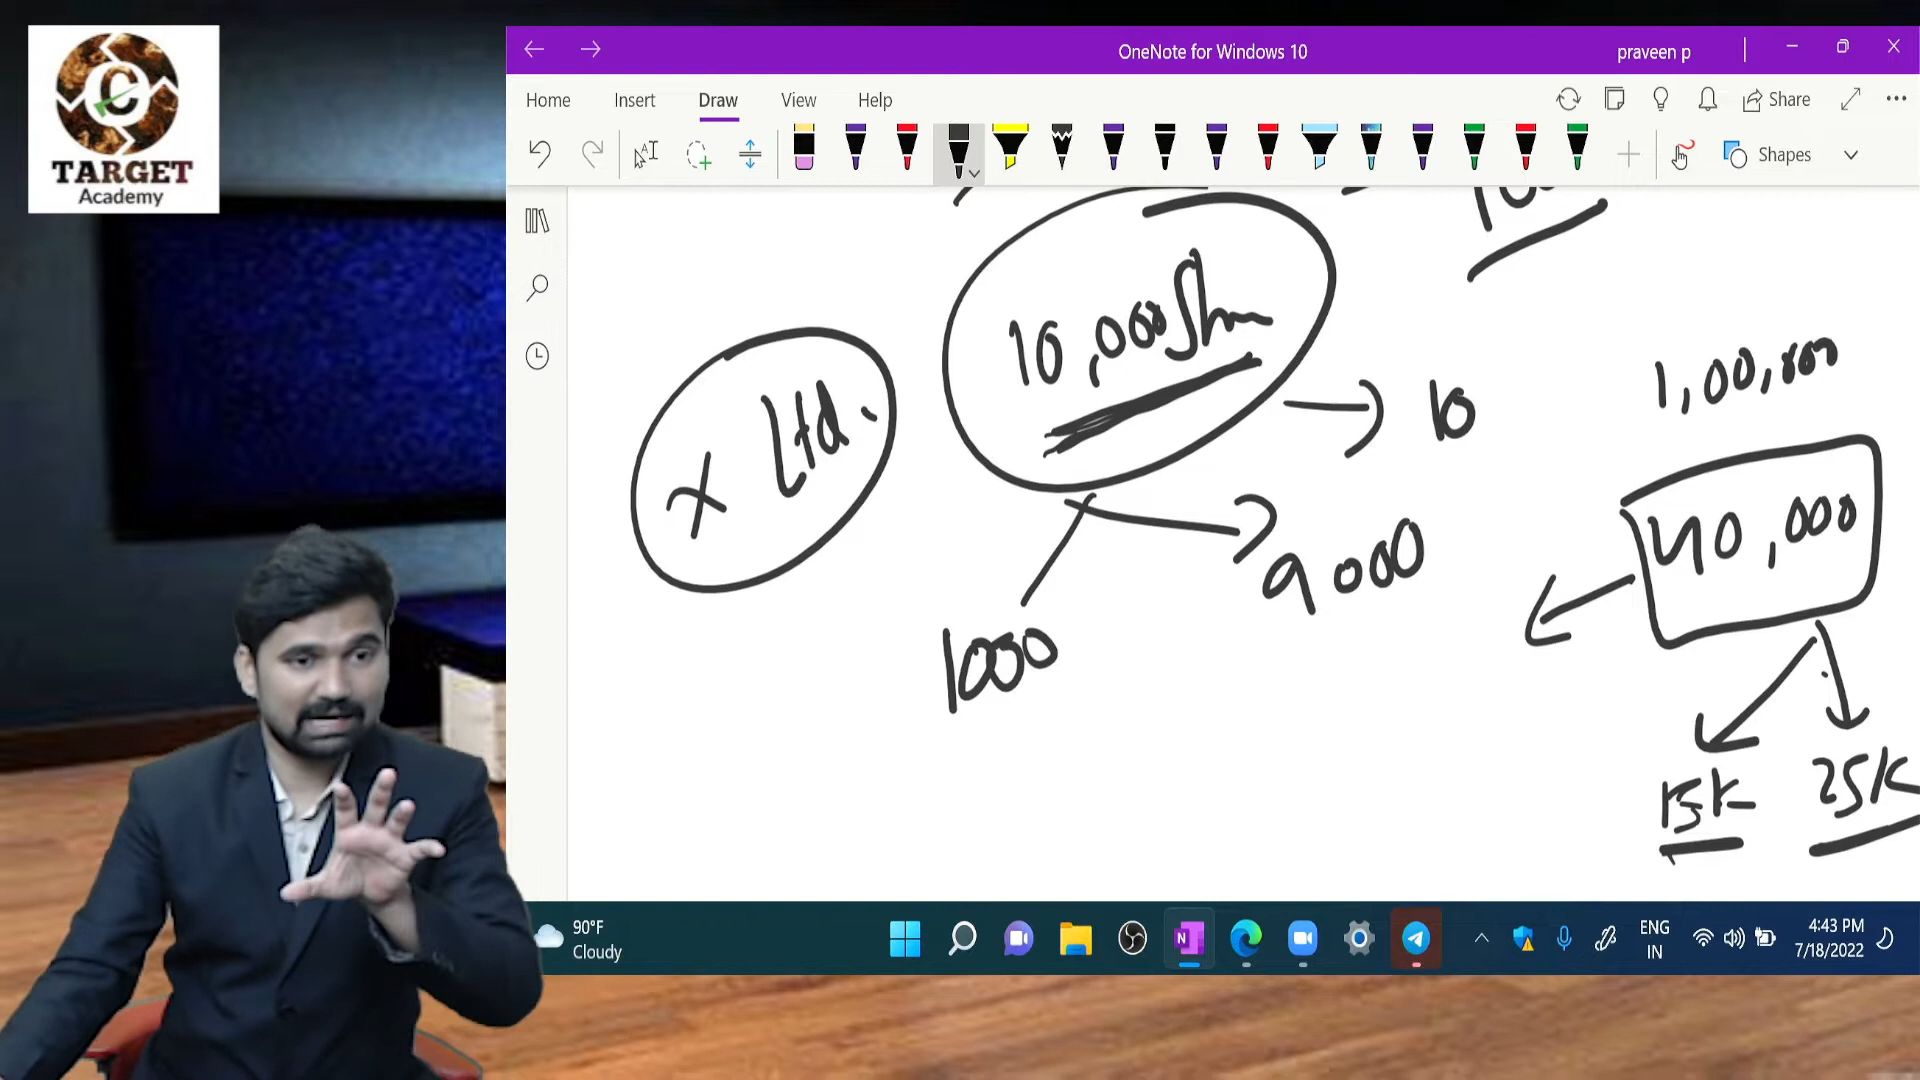 TARGET
Academy
OneNote for Windows 10
praveen p
Home
Insert
Draw
View
Help
Share
Shapes
10,000 Sh
1,00,000
X Ltd.
10
40,000
9000
1000
15K
25K
90°F
Cloudy
ENG
IN
4:43 PM
7/18/2022